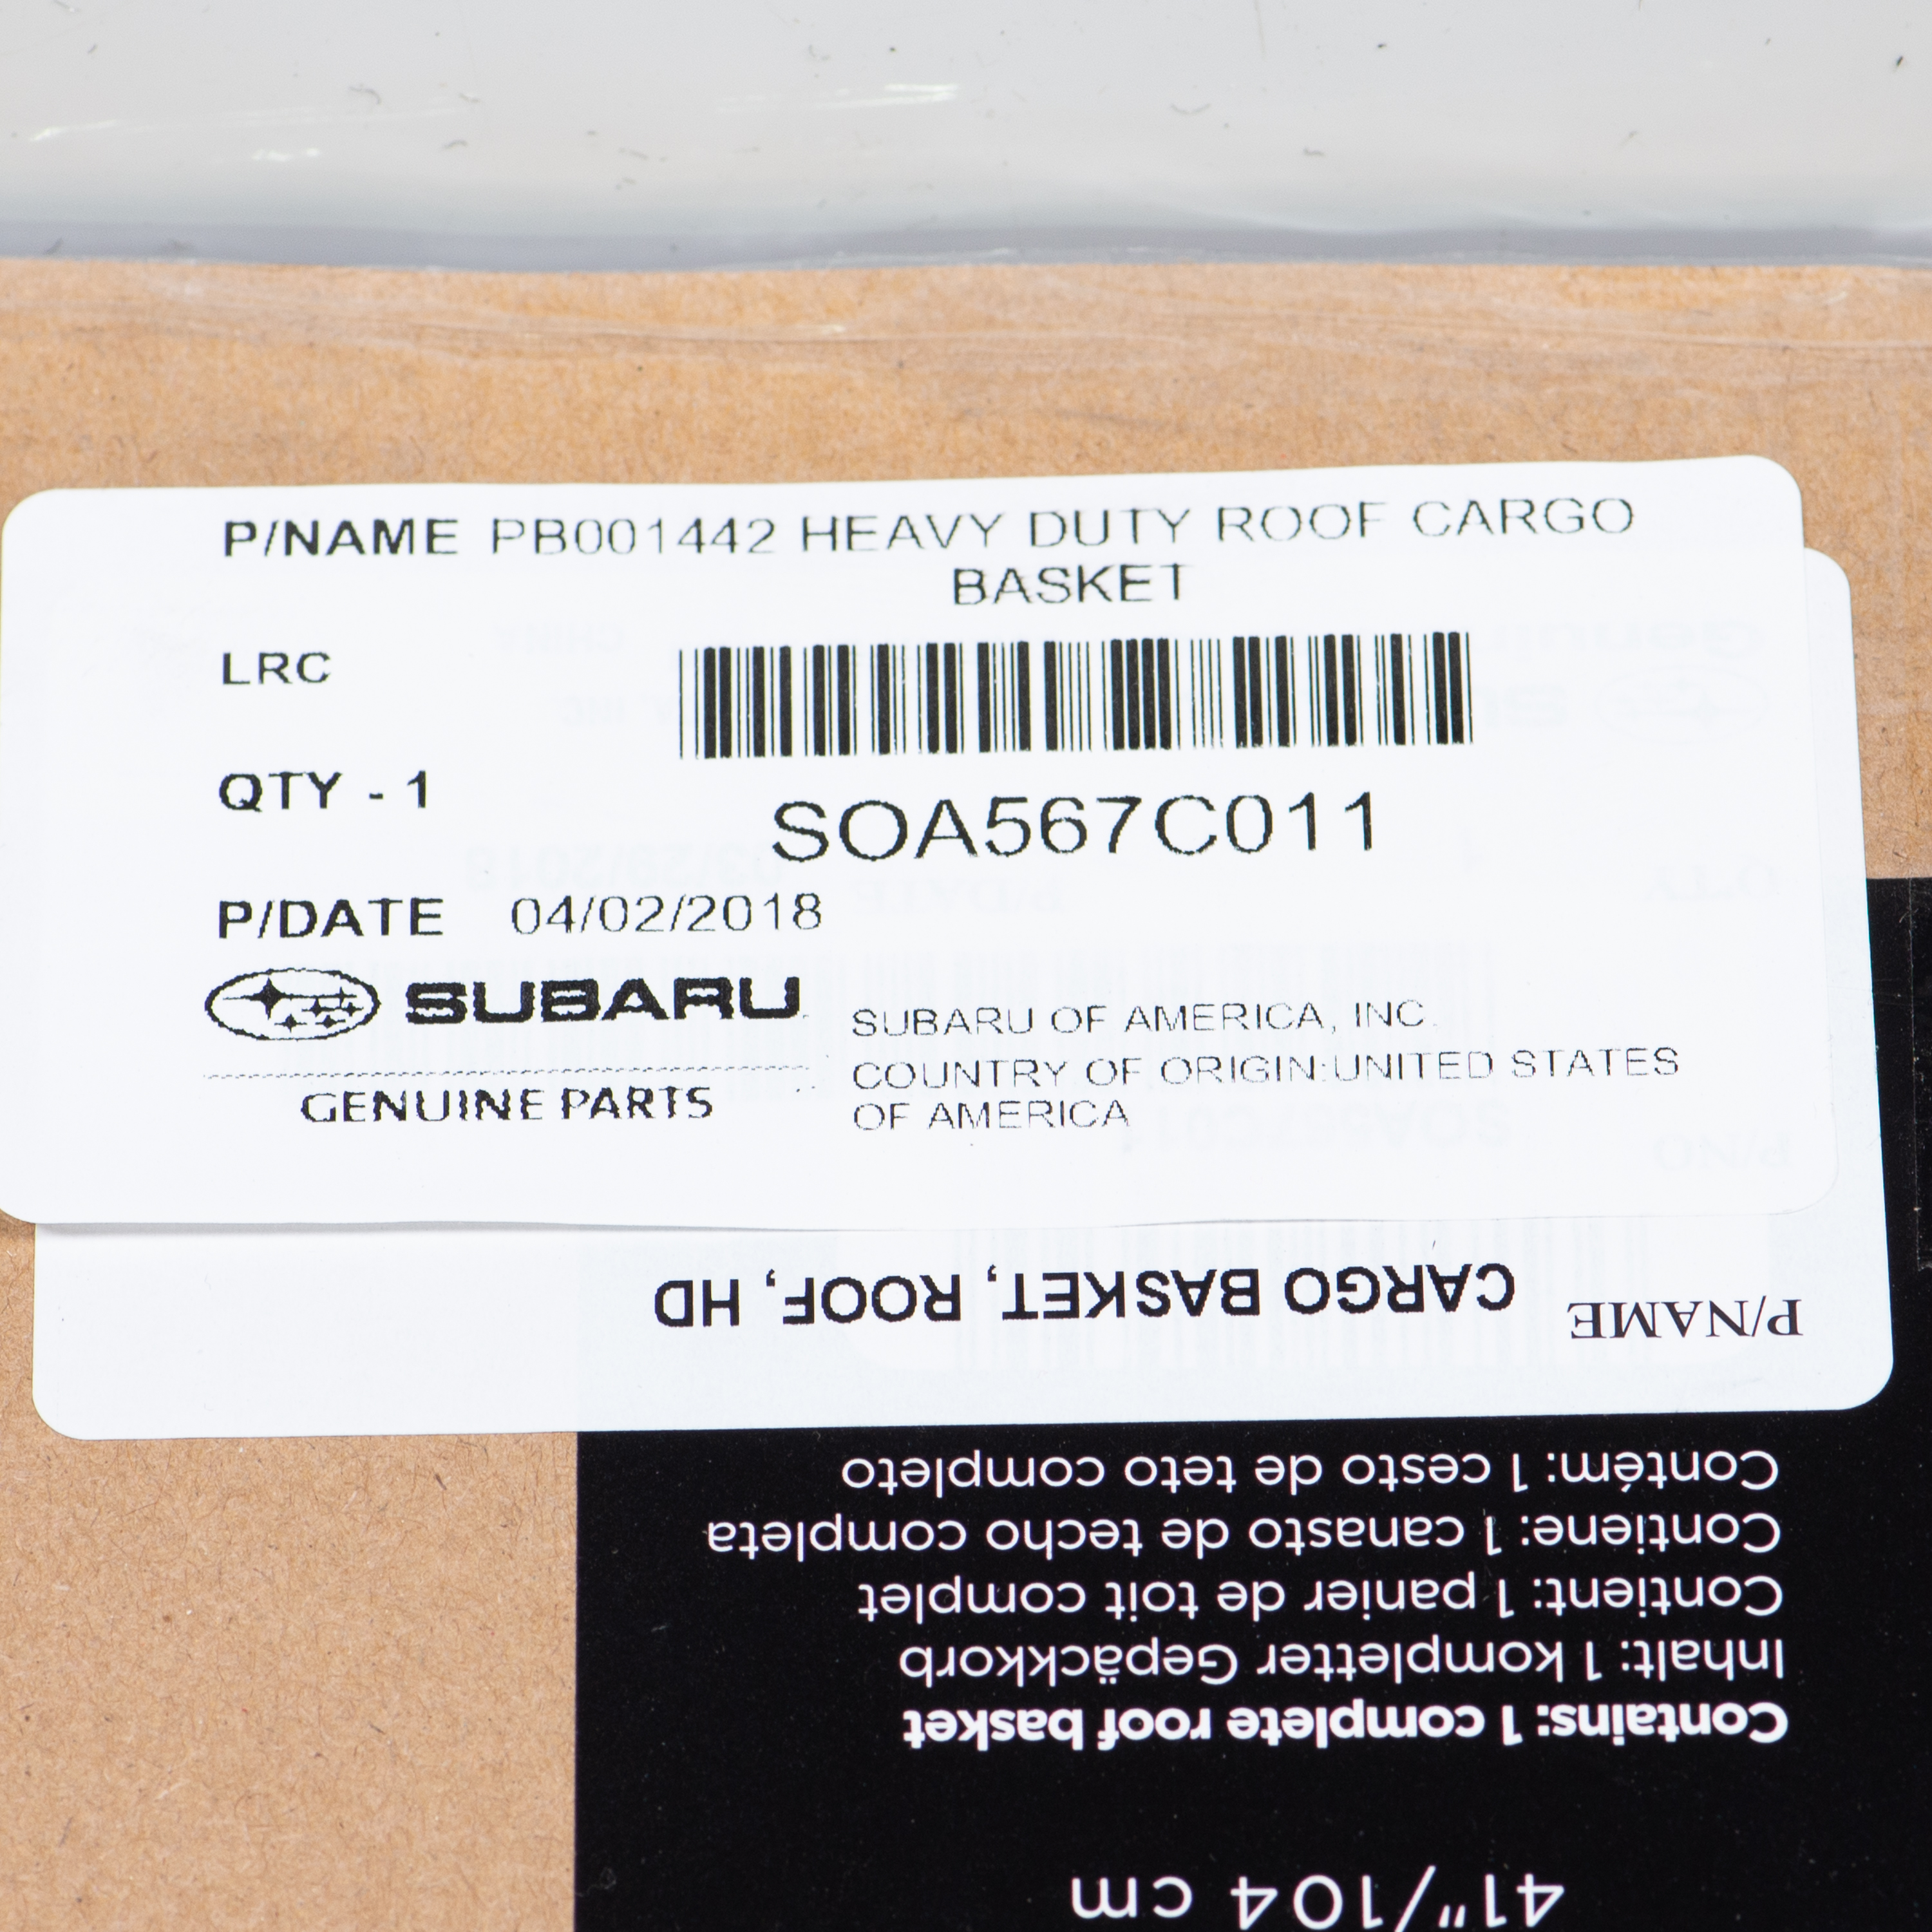 P/NAME PB001442 HEAVY DUTY ROOF CARGO
BASKET
LRC
QTY - 1
SOA567C011
P/DATE 04/02/2018
SUBARU
GENUINE PARTS
SUBARU OF AMERICA, INC.
COUNTRY OF ORIGIN:UNITED STATES
OF AMERICA
P/NAME CARGO BASKET, ROOF, HD
41"/104 cm
Contains: 1 complete roof basket
Inhalt: 1 kompletter Gepäckkorb
Contient: 1 panier de toit complet
Contiene: 1 canasto de techo completa
Contém: 1 cesto de teto completo